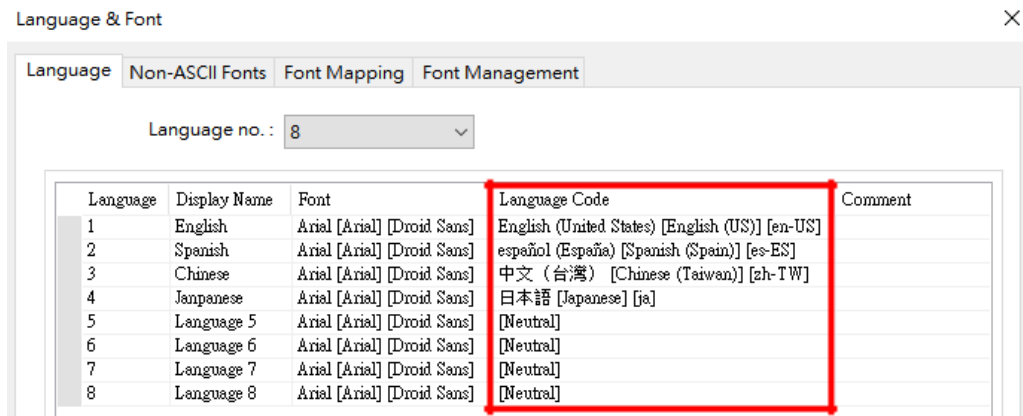 Language & Font
Language Non-ASCII Fonts Font Mapping Font Management
Language no. : 8
Language Display Name Font Language Code Comment
1 English Arial [Arial] [Droid Sans] English (United States) [English (US)] [en-US]
2 Spanish Arial [Arial] [Droid Sans] español (España) [Spanish (Spain)] [es-ES]
3 Chinese Arial [Arial] [Droid Sans] 中文（台灣） [Chinese (Taiwan)] [zh-TW]
4 Janpanese Arial [Arial] [Droid Sans] 日本語 [Japanese] [ja]
5 Language 5 Arial [Arial] [Droid Sans] [Neutral]
6 Language 6 Arial [Arial] [Droid Sans] [Neutral]
7 Language 7 Arial [Arial] [Droid Sans] [Neutral]
8 Language 8 Arial [Arial] [Droid Sans] [Neutral]